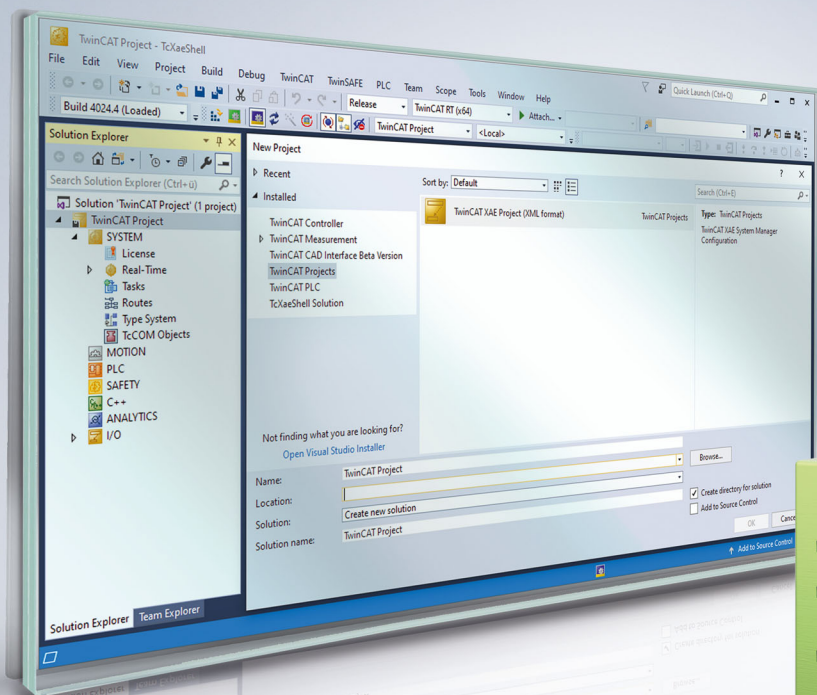 TwinCAT Project - TcXaeShell
File Edit View Project Build Debug TwinCAT TwinSAFE PLC Team Scope Tools Window Help
Quick Launch (Ctrl+Q)
Release TwinCAT RT (x64) Attach...
Build 4024.4 (Loaded) TwinCAT Project <Local>
Solution Explorer
Search Solution Explorer (Ctrl+ü)
Solution 'TwinCAT Project' (1 project)
TwinCAT Project
SYSTEM
License
Real-Time
Tasks
Routes
Type System
TcCOM Objects
MOTION
PLC
SAFETY
C++
ANALYTICS
I/O
Solution Explorer Team Explorer
New Project
? X
Recent
Installed
TwinCAT Controller
TwinCAT Measurement
TwinCAT CAD Interface Beta Version
TwinCAT Projects
TwinCAT PLC
TcXaeShell Solution
Not finding what you are looking for?
Open Visual Studio Installer
Sort by: Default
TwinCAT XAE Project (XML format) TwinCAT Projects
Search (Ctrl+E)
Type: TwinCAT Projects
TwinCAT XAE System Manager
Configuration
Name: TwinCAT Project
Location:
Browse...
Solution: Create new solution
Solution name: TwinCAT Project
Create directory for solution
Add to Source Control
OK Cance
Add to Source Control